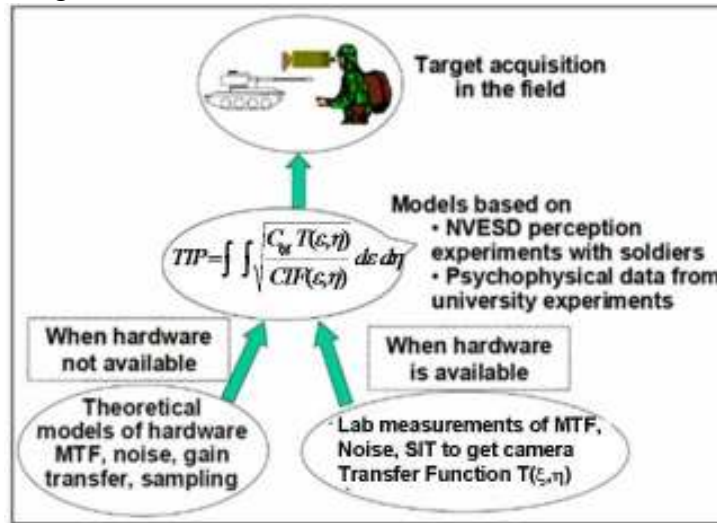 Target acquisition
in the field
Models based on
• NVESD perception
experiments with soldiers
• Psychophysical data from
university experiments
TIP=∫ ∫√(C_tgt T(ε,η) / CTF(ε,η)) dε dη
When hardware
not available
When hardware
is available
Theoretical
models of hardware
MTF, noise, gain
transfer, sampling
Lab measurements of MTF,
Noise, SIT to get camera
Transfer Function T(ξ,η)